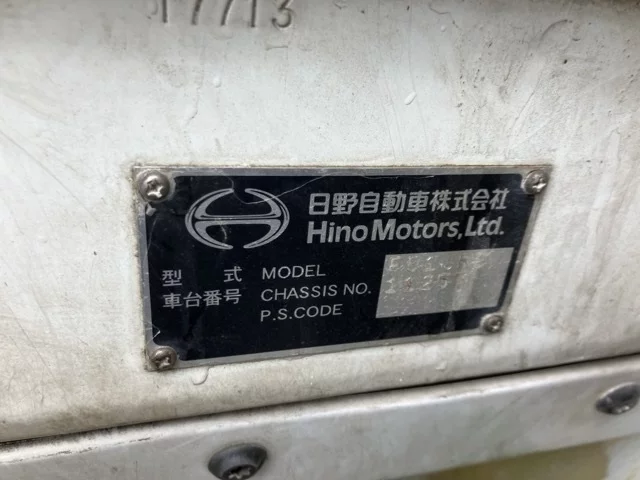 17713
日野自動車株式会社
Hino Motors, Ltd.
型 式 MODEL
車台番号 CHASSIS NO.
P.S.CODE